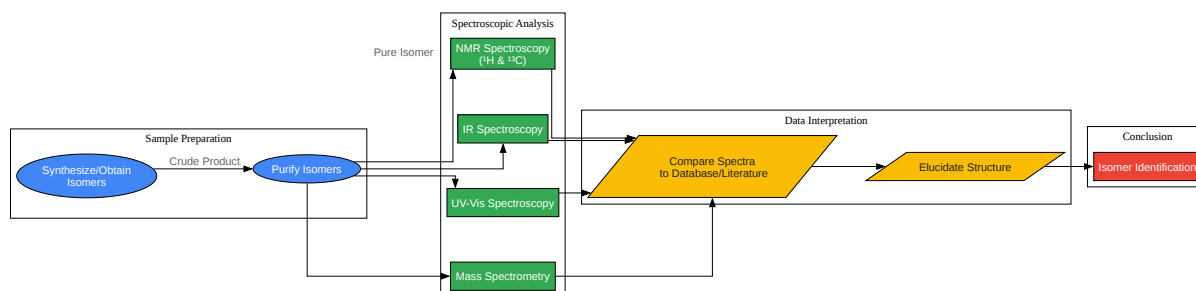 Sample Preparation
Synthesize/Obtain
Isomers
Crude Product
Purify Isomers
Pure Isomer
Spectroscopic Analysis
NMR Spectroscopy
(¹H & ¹³C)
IR Spectroscopy
UV-Vis Spectroscopy
Mass Spectrometry
Data Interpretation
Compare Spectra
to Database/Literature
Elucidate Structure
Conclusion
Isomer Identification